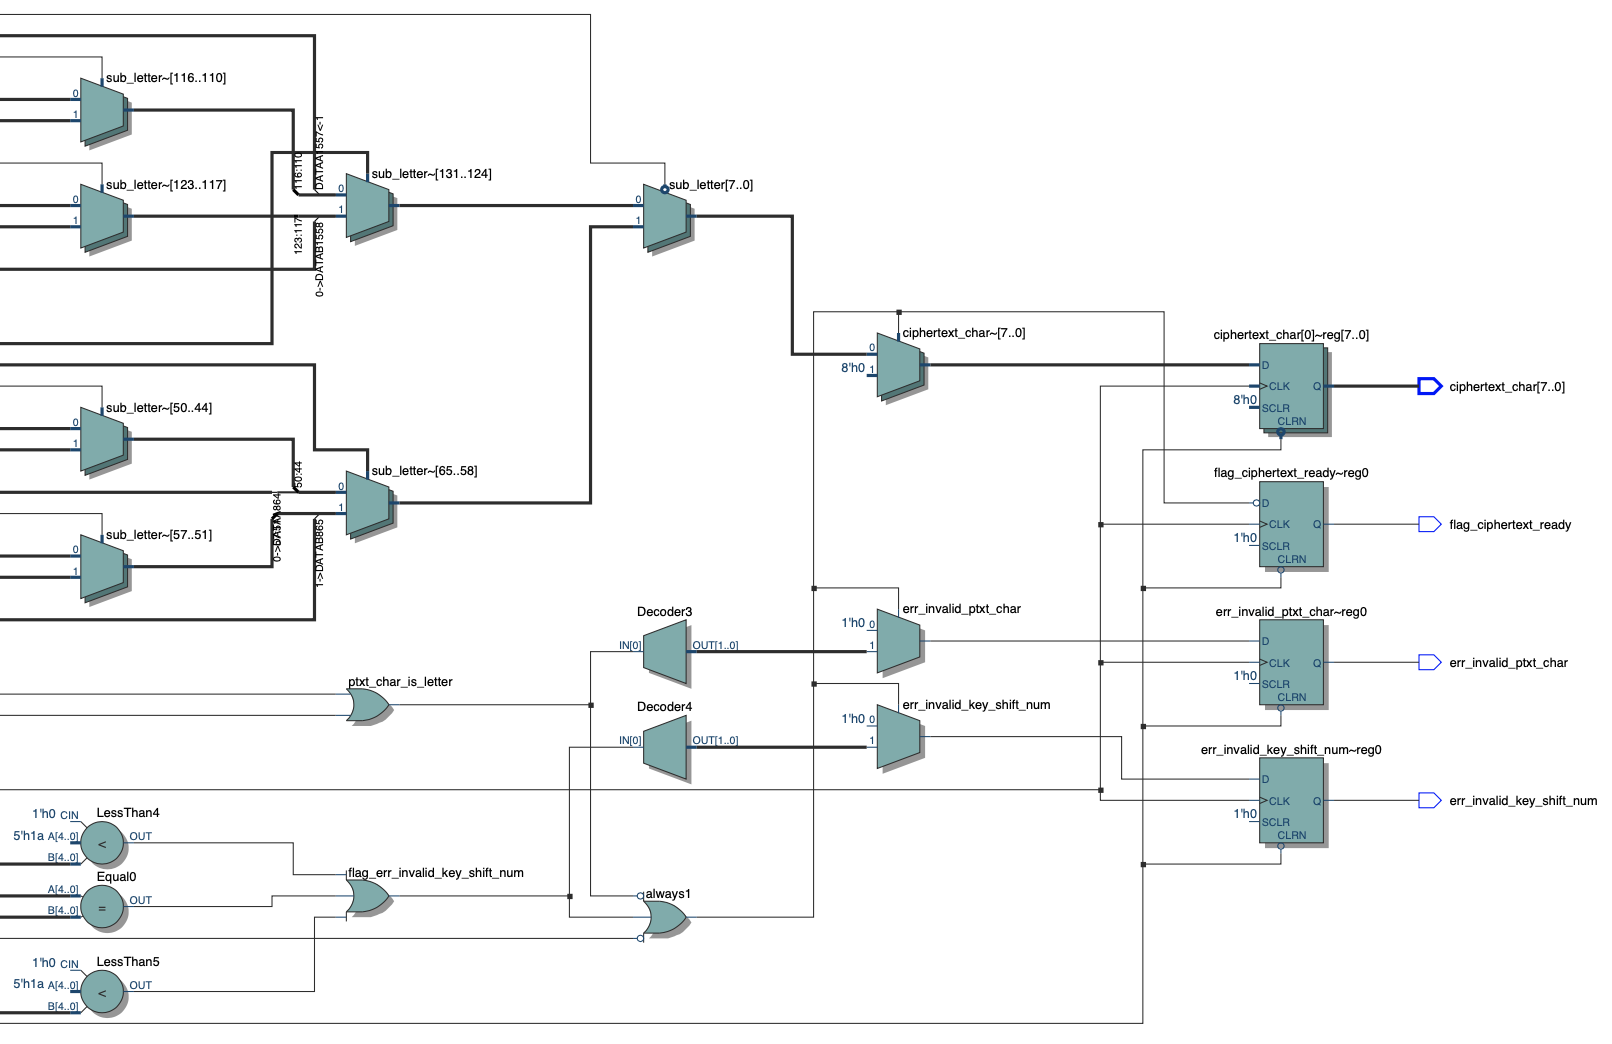 sub_letter~[116..110]
0
1
sub_letter~[123..117]
0
1
116:110
DATAA1557<-1
sub_letter~[131..124]
0
1
123:117
0->DATAB1558
sub_letter[7..0]
0
1
ciphertext_char~[7..0]
0
8'h0 1
ciphertext_char[0]~reg[7..0]
D
CLK Q
8'h0 SCLR
CLRN
ciphertext_char[7..0]
sub_letter~[50..44]
0
1
50:44
sub_letter~[65..58]
0
1
sub_letter~[57..51]
0
1
1->DATAB865
flag_ciphertext_ready~reg0
D
CLK Q
1'h0 SCLR
CLRN
flag_ciphertext_ready
Decoder3
IN[0] OUT[1..0]
err_invalid_ptxt_char
1'h0 0
1
err_invalid_ptxt_char~reg0
D
CLK Q
1'h0 SCLR
CLRN
err_invalid_ptxt_char
ptxt_char_is_letter
Decoder4
IN[0] OUT[1..0]
err_invalid_key_shift_num
1'h0 0
1
err_invalid_key_shift_num~reg0
D
CLK Q
1'h0 SCLR
CLRN
err_invalid_key_shift_num
LessThan4
1'h0 CIN
5'h1a A[4..0] < OUT
B[4..0]
Equal0
A[4..0]
= OUT
B[4..0]
flag_err_invalid_key_shift_num
always1
LessThan5
1'h0 CIN
5'h1a A[4..0] < OUT
B[4..0]